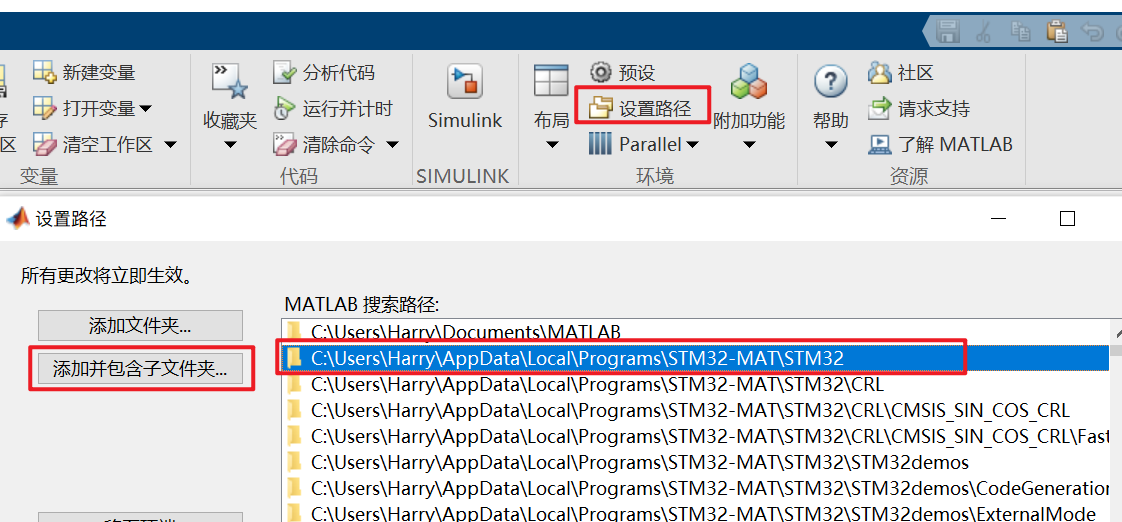 新建变量
分析代码
预设
社区
打开变量
运行并计时
设置路径
请求支持
收藏夹
Simulink
布局
附加功能
帮助
区
清空工作区
清除命令
Parallel
了解 MATLAB
变量
代码
SIMULINK
环境
资源
设置路径
所有更改将立即生效。
MATLAB 搜索路径:
添加文件夹...
C:\Users\Harry\Documents\MATLAB
添加并包含子文件夹...
C:\Users\Harry\AppData\Local\Programs\STM32-MAT\STM32
C:\Users\Harry\AppData\Local\Programs\STM32-MAT\STM32\CRL
C:\Users\Harry\AppData\Local\Programs\STM32-MAT\STM32\CRL\CMSIS_SIN_COS_CRL
C:\Users\Harry\AppData\Local\Programs\STM32-MAT\STM32\CRL\CMSIS_SIN_COS_CRL\Fast
C:\Users\Harry\AppData\Local\Programs\STM32-MAT\STM32\STM32demos
C:\Users\Harry\AppData\Local\Programs\STM32-MAT\STM32\STM32demos\CodeGeneration
C:\Users\Harry\AppData\Local\Programs\STM32-MAT\STM32\STM32demos\ExternalMode